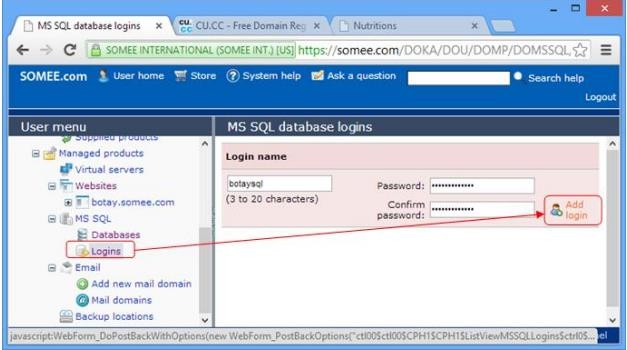 MS SQL database logins
CU.CC - Free Domain Reg
Nutritions
SOMEE INTERNATIONAL (SOMEE INT.) [US] https://somee.com/DOKA/DOU/DOMP/DOMSSQL
SOMEE.com User home Store System help Ask a question Search help
Logout
User menu
Supplied products
Managed products
Virtual servers
Websites
botay.somee.com
MS SQL
Databases
Logins
Email
Add new mail domain
Mail domains
Backup locations
MS SQL database logins
Login name
botaysql
(3 to 20 characters)
Password: •••••••••••••
Confirm
password: •••••••••••••
Add
login
javascript:WebForm_DoPostBackWithOptions(new WebForm_PostBackOptions("ctl00$ctl00$CPH1$CPH1$ListViewMSSQLLogins$ctrl0$...